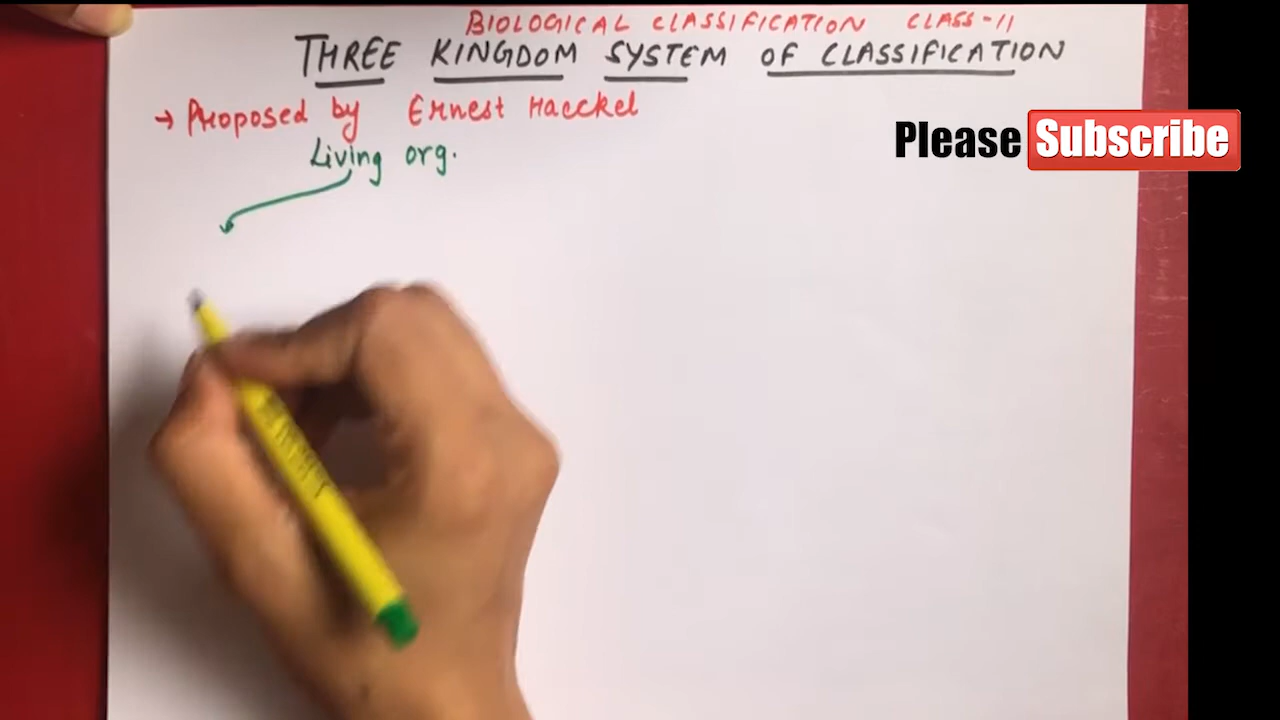 BIOLOGICAL CLASSIFICATION CLASS-11
THREE KINGDOM SYSTEM OF CLASSIFICATION
→ Proposed by Ernest Haeckel
Living org.
Please Subscribe